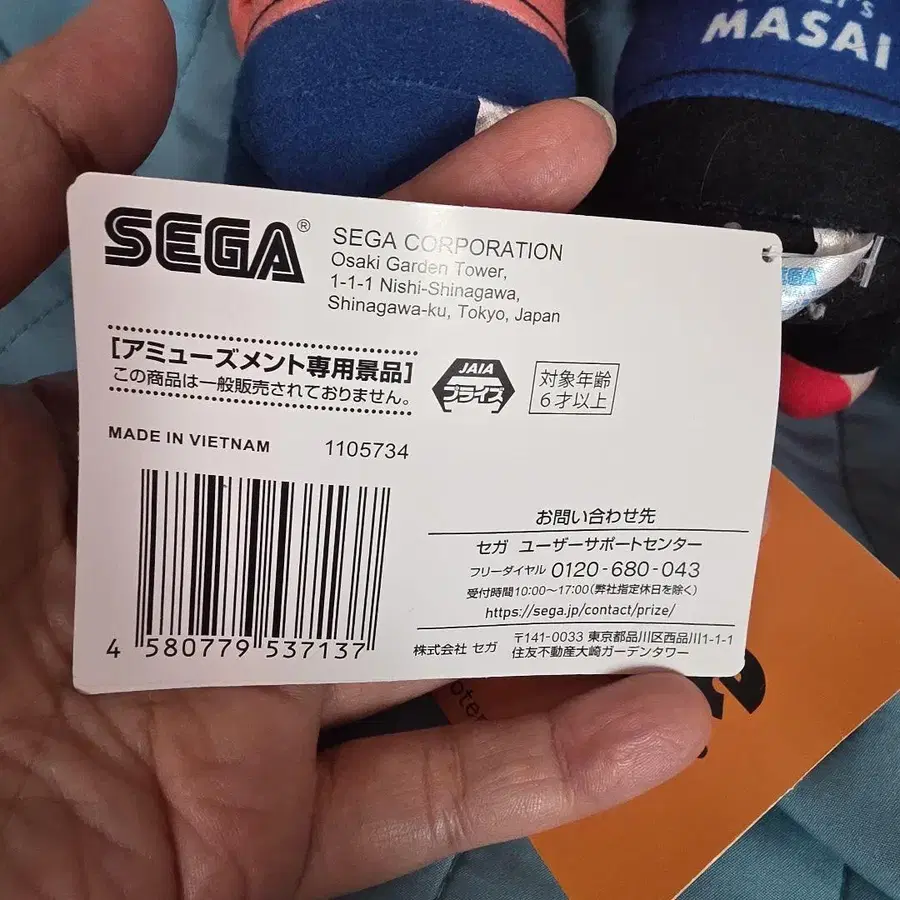 MASAI
SEGA®
SEGA CORPORATION
Osaki Garden Tower,
1-1-1 Nishi-Shinagawa,
Shinagawa-ku, Tokyo, Japan
SEGA
[アミューズメント専用景品]
この商品は一般販売されておりません。
JAIA
プライズ
対象年齢
6才以上
MADE IN VIETNAM 1105734
4 580779 537137
お問い合わせ先
セガ ユーザーサポートセンター
フリーダイヤル 0120-680-043
受付時間10:00～17:00(弊社指定休日を除く)
https://sega.jp/contact/prize/
株式会社 セガ 〒141-0033 東京都品川区西品川1-1-1
住友不動産大崎ガーデンタワー